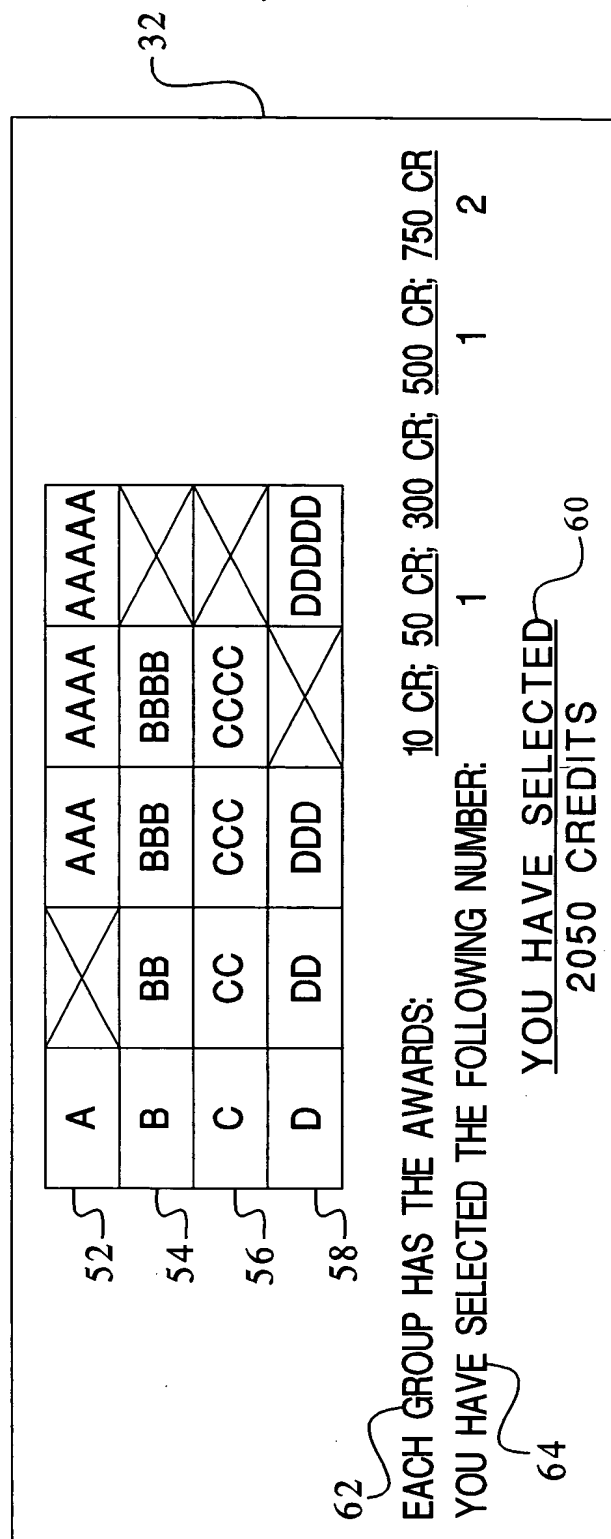 32
52 A AAA AAAA AAAAA
54 B BB BBB BBBB
56 C CC CCC CCCC
58 D DD DDD DDDDD
62
EACH GROUP HAS THE AWARDS: 10 CR; 50 CR; 300 CR; 500 CR; 750 CR
YOU HAVE SELECTED THE FOLLOWING NUMBER: 1 1 2
64
YOU HAVE SELECTED 60
2050 CREDITS